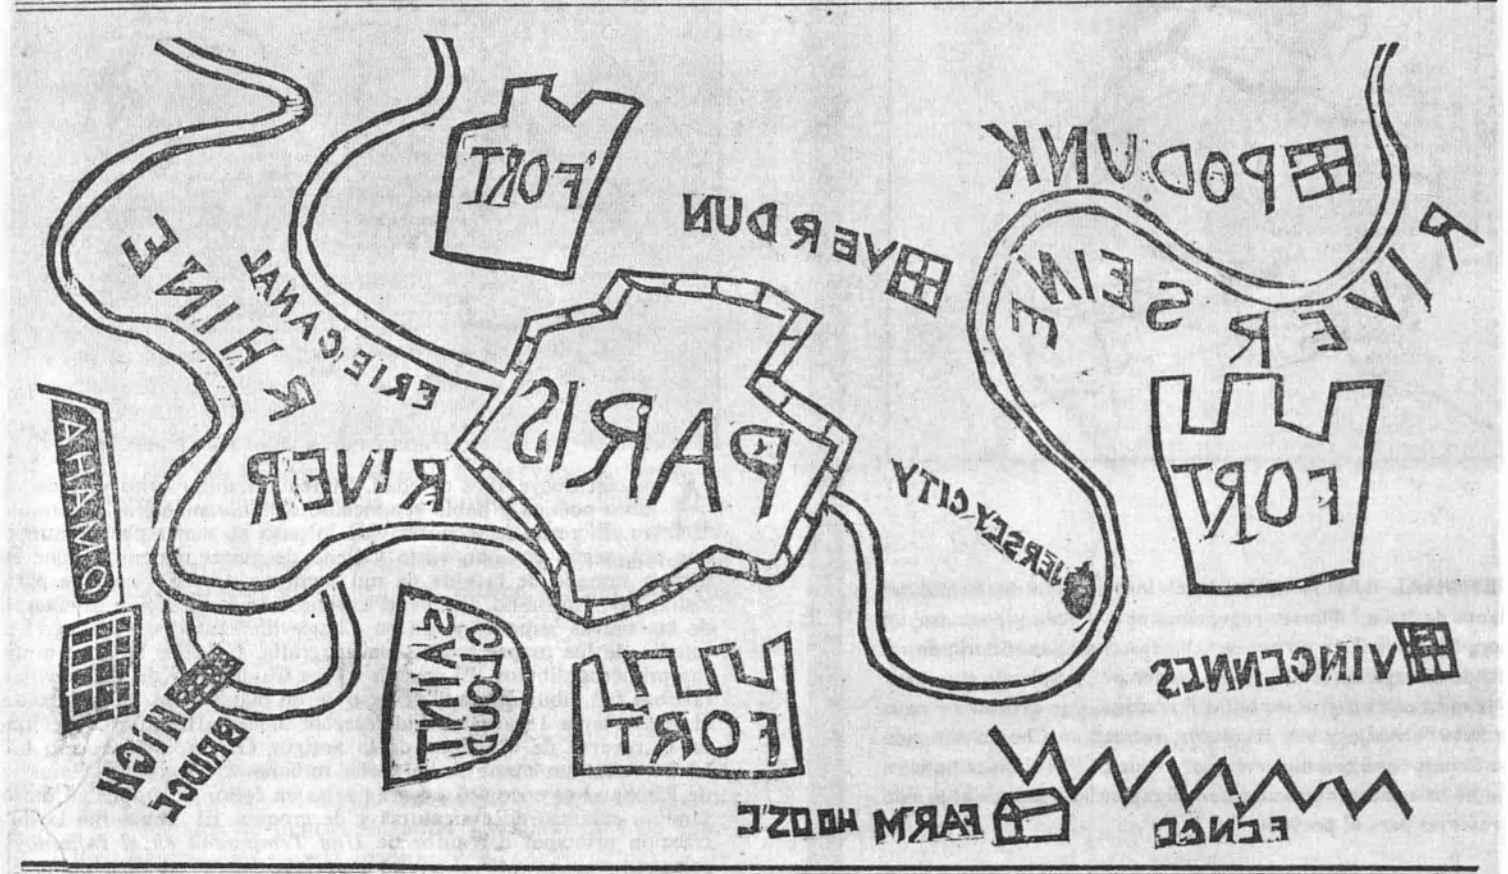 PODUNK
RIVER SEINE
VERDUN
FORT
RIVER RHINE
ERIE CANAL
PARIS
OMAHA
JERSEY CITY
FORT
VINCENNES
SAINT CLOUD
FORT
HIGH BRIDGE
FENCE
FARM HOUSE